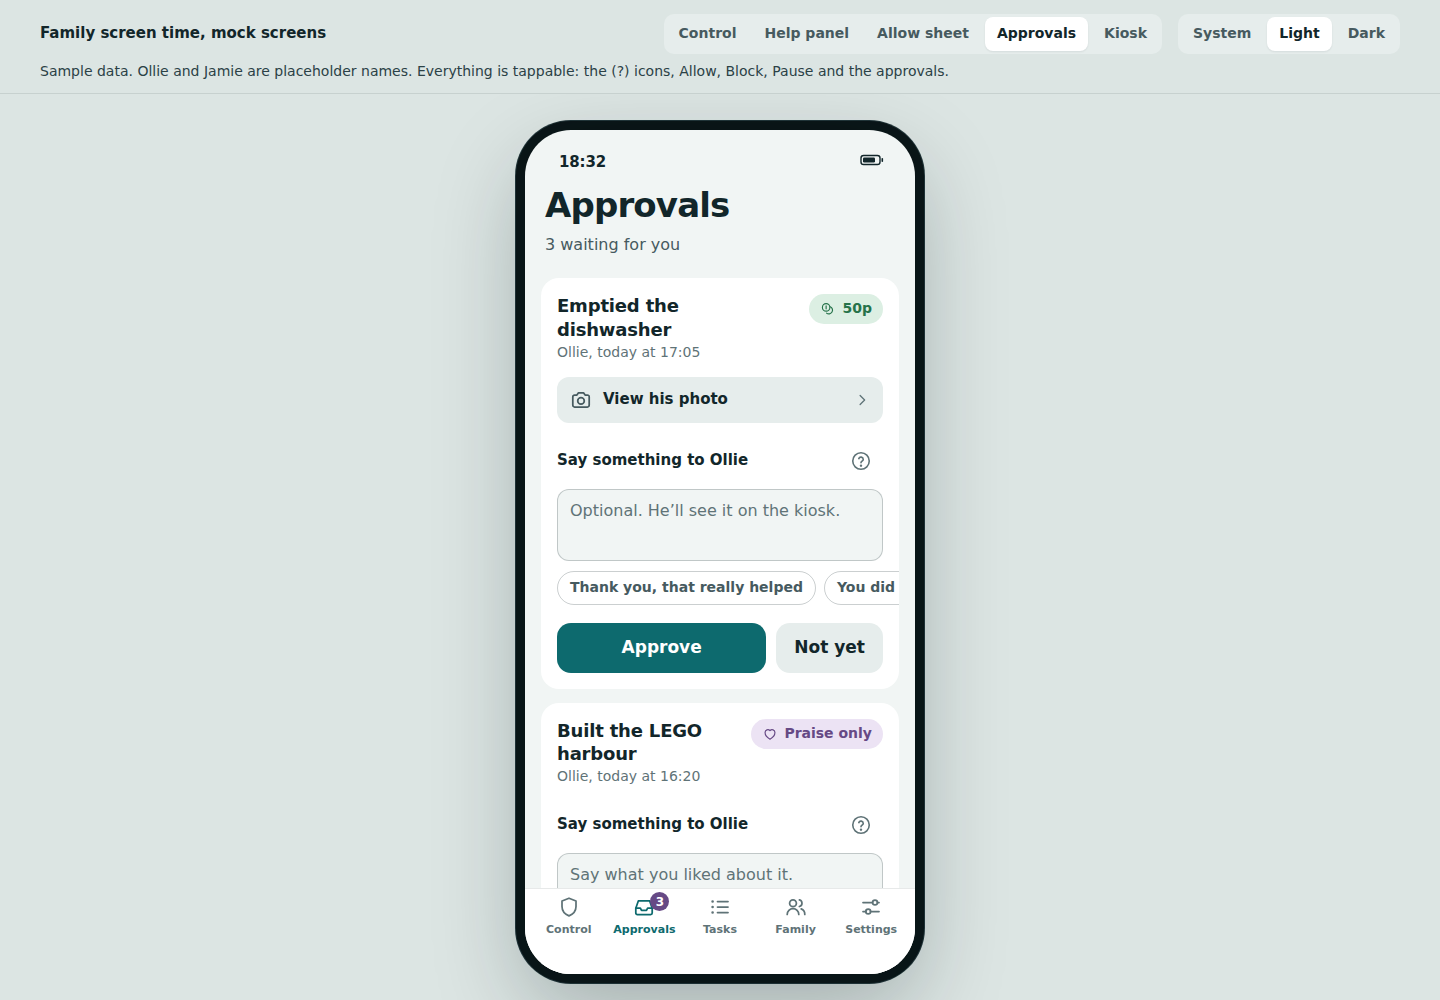 Family screen time, mock screens
Control
Help panel
Allow sheet
Approvals
Kiosk
System
Light
Dark
Sample data. Ollie and Jamie are placeholder names. Everything is tappable: the (?) icons, Allow, Block, Pause and the approvals.
18:32
Approvals
3 waiting for you
Emptied the
dishwasher
50p
Ollie, today at 17:05
View his photo
Say something to Ollie
Optional. He’ll see it on the kiosk.
Thank you, that really helped
You did
Approve
Not yet
Built the LEGO
harbour
Praise only
Ollie, today at 16:20
Say something to Ollie
Say what you liked about it.
3
Control
Approvals
Tasks
Family
Settings